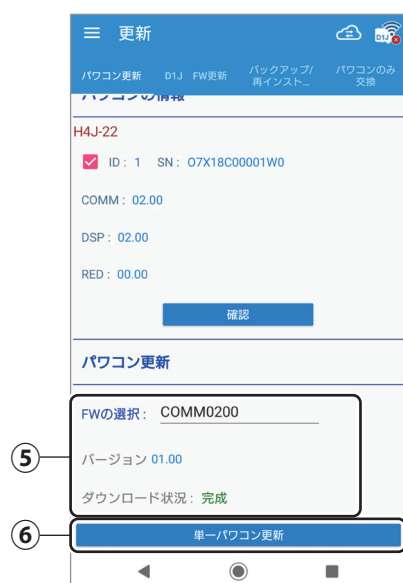 更新
D1J
パワコン更新 D1J FW更新 バックアップ/ パワコンのみ
再インスト... 交換
パワコンの情報
H4J-22
ID: 1 SN: O7X18C00001W0
COMM: 02.00
DSP: 02.00
RED: 00.00
確認
パワコン更新
⑤
FWの選択: COMM0200
バージョン 01.00
ダウンロード状況: 完成
⑥
単一パワコン更新